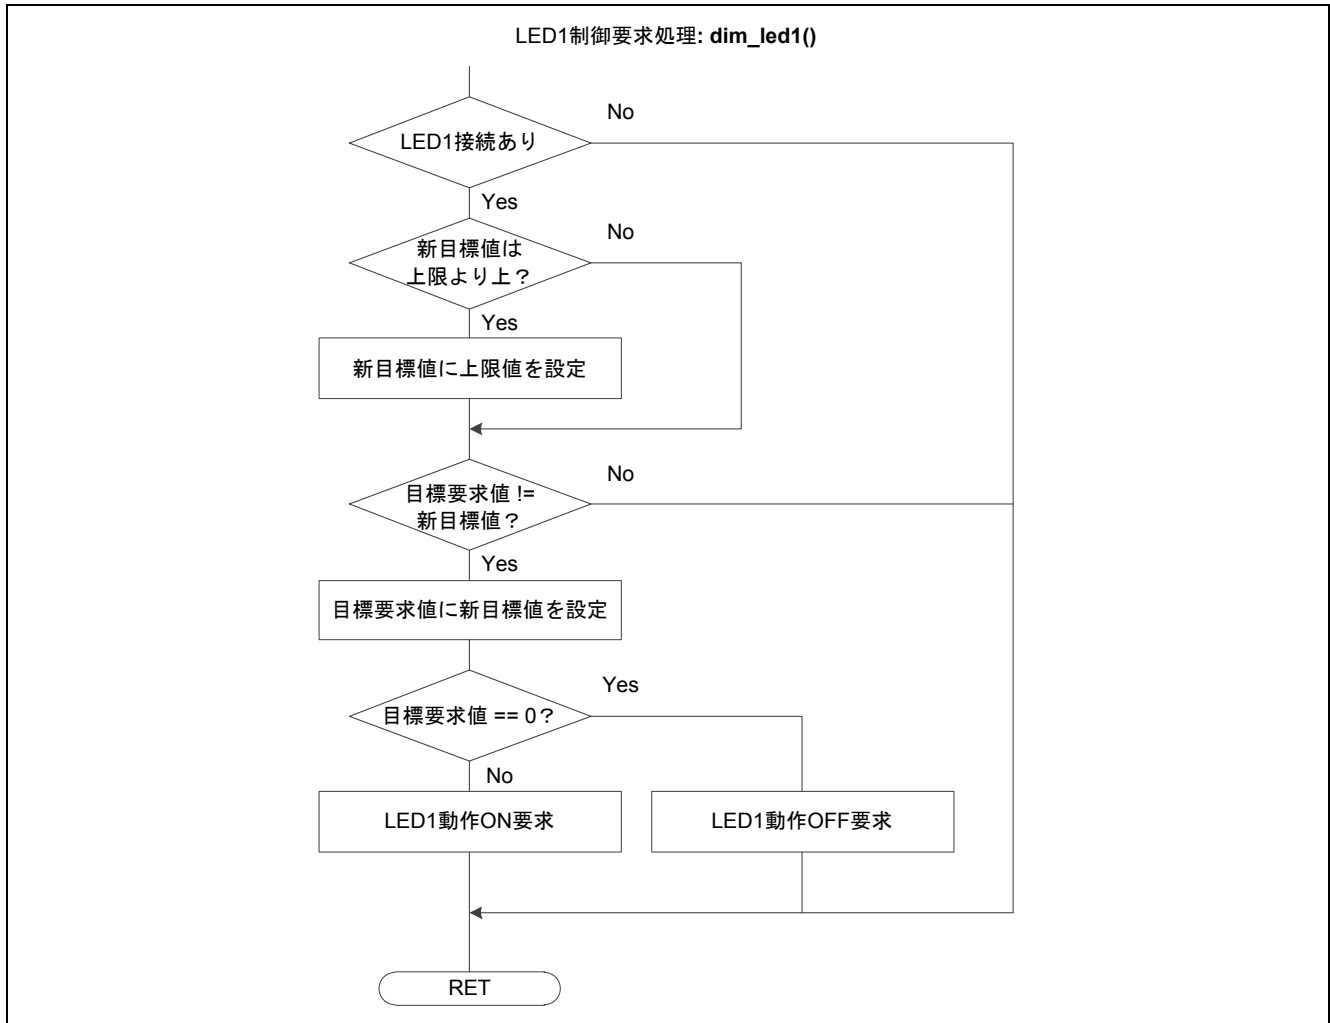 LED1制御要求処理: dim_led1()
No
LED1接続あり
Yes
No
新目標値は
上限より上？
Yes
新目標値に上限値を設定
No
目標要求値 !=
新目標値？
Yes
目標要求値に新目標値を設定
Yes
目標要求値 == 0？
No
LED1動作ON要求
LED1動作OFF要求
RET